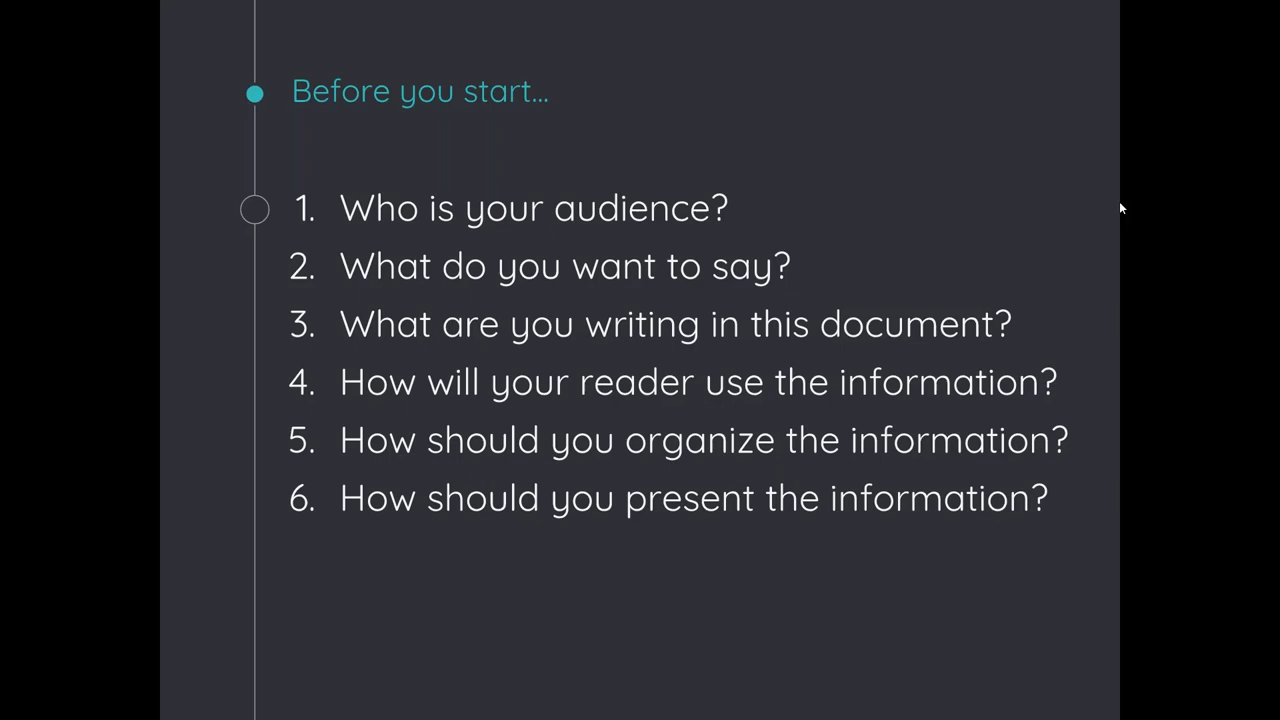 Before you start...
1. Who is your audience?
2. What do you want to say?
3. What are you writing in this document?
4. How will your reader use the information?
5. How should you organize the information?
6. How should you present the information?